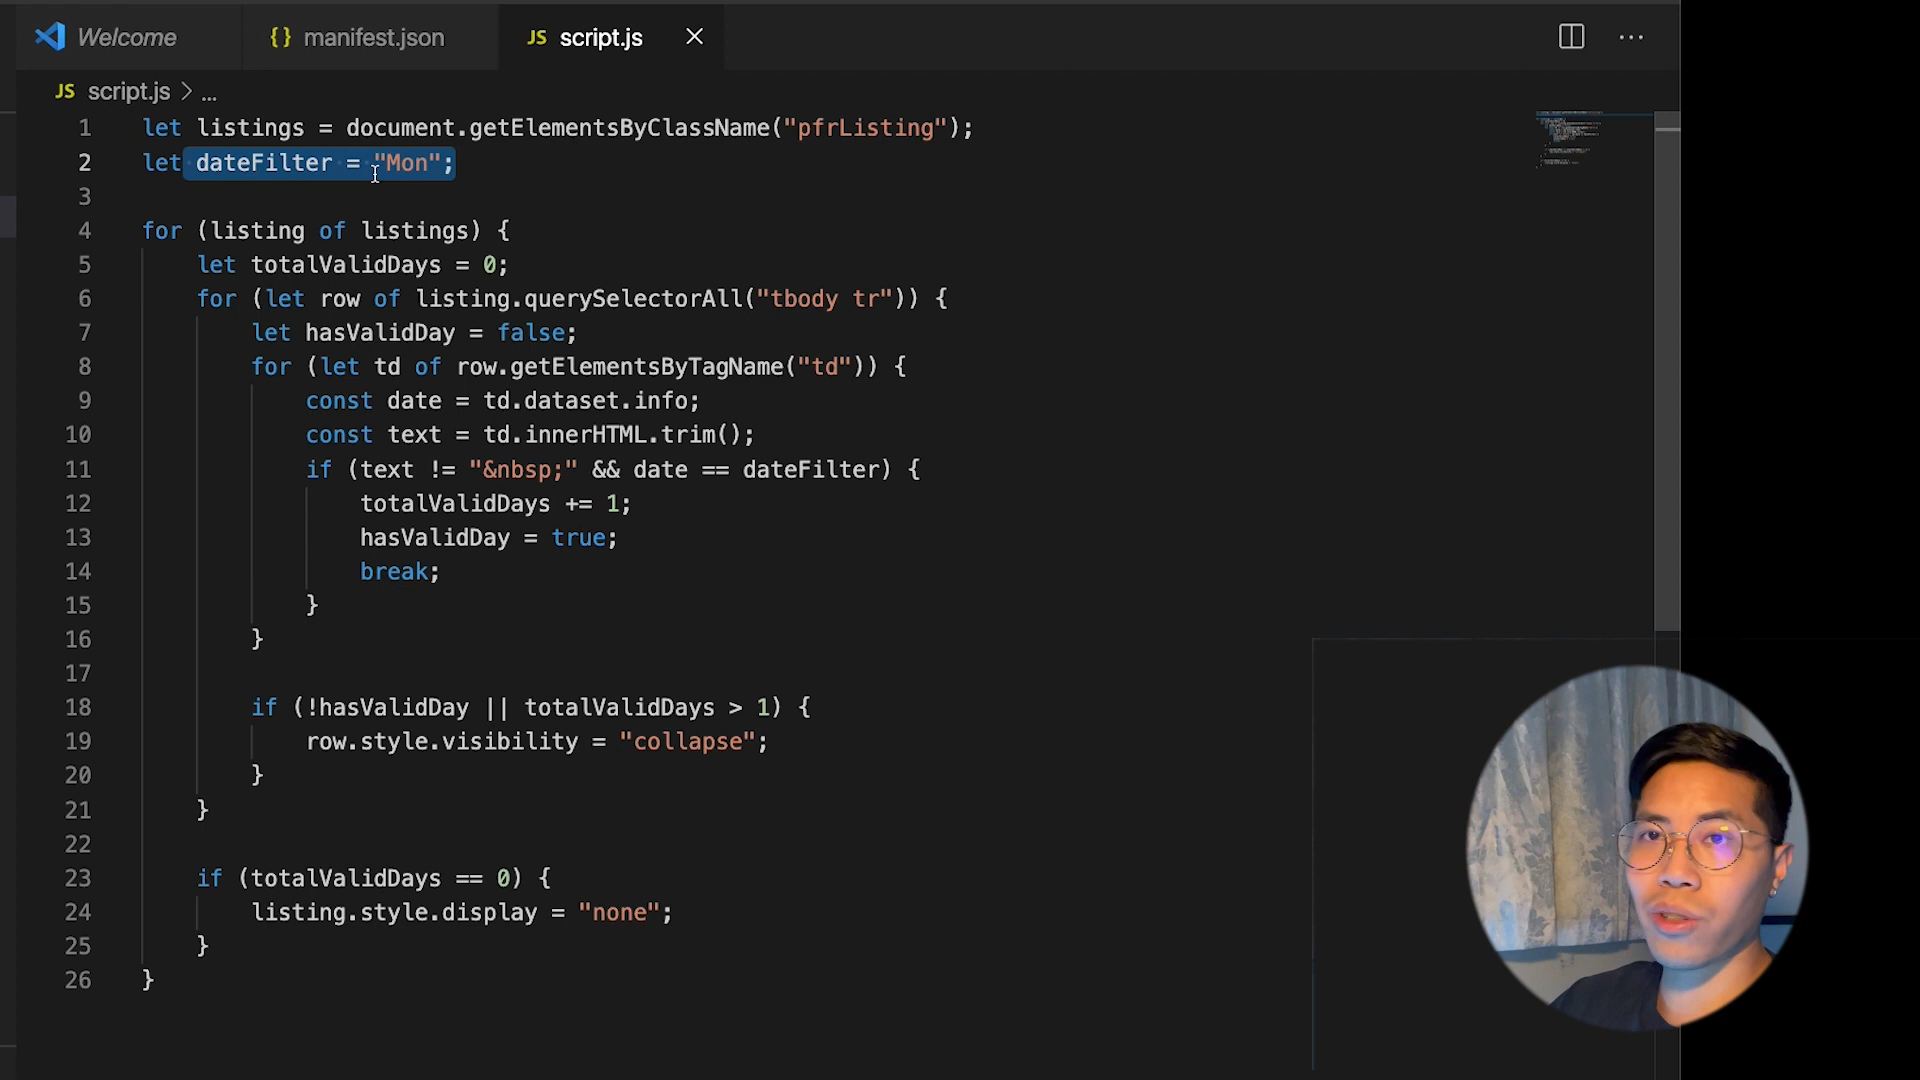 Welcome
{} manifest.json
JS script.js
JS script.js > ...
1 let listings = document.getElementsByClassName("pfrListing");
2 let dateFilter = "Mon";
3
4 for (listing of listings) {
5 let totalValidDays = 0;
6 for (let row of listing.querySelectorAll("tbody tr")) {
7 let hasValidDay = false;
8 for (let td of row.getElementsByTagName("td")) {
9 const date = td.dataset.info;
10 const text = td.innerHTML.trim();
11 if (text != "&nbsp;" && date == dateFilter) {
12 totalValidDays += 1;
13 hasValidDay = true;
14 break;
15 }
16 }
17
18 if (!hasValidDay || totalValidDays > 1) {
19 row.style.visibility = "collapse";
20 }
21 }
22
23 if (totalValidDays == 0) {
24 listing.style.display = "none";
25 }
26 }